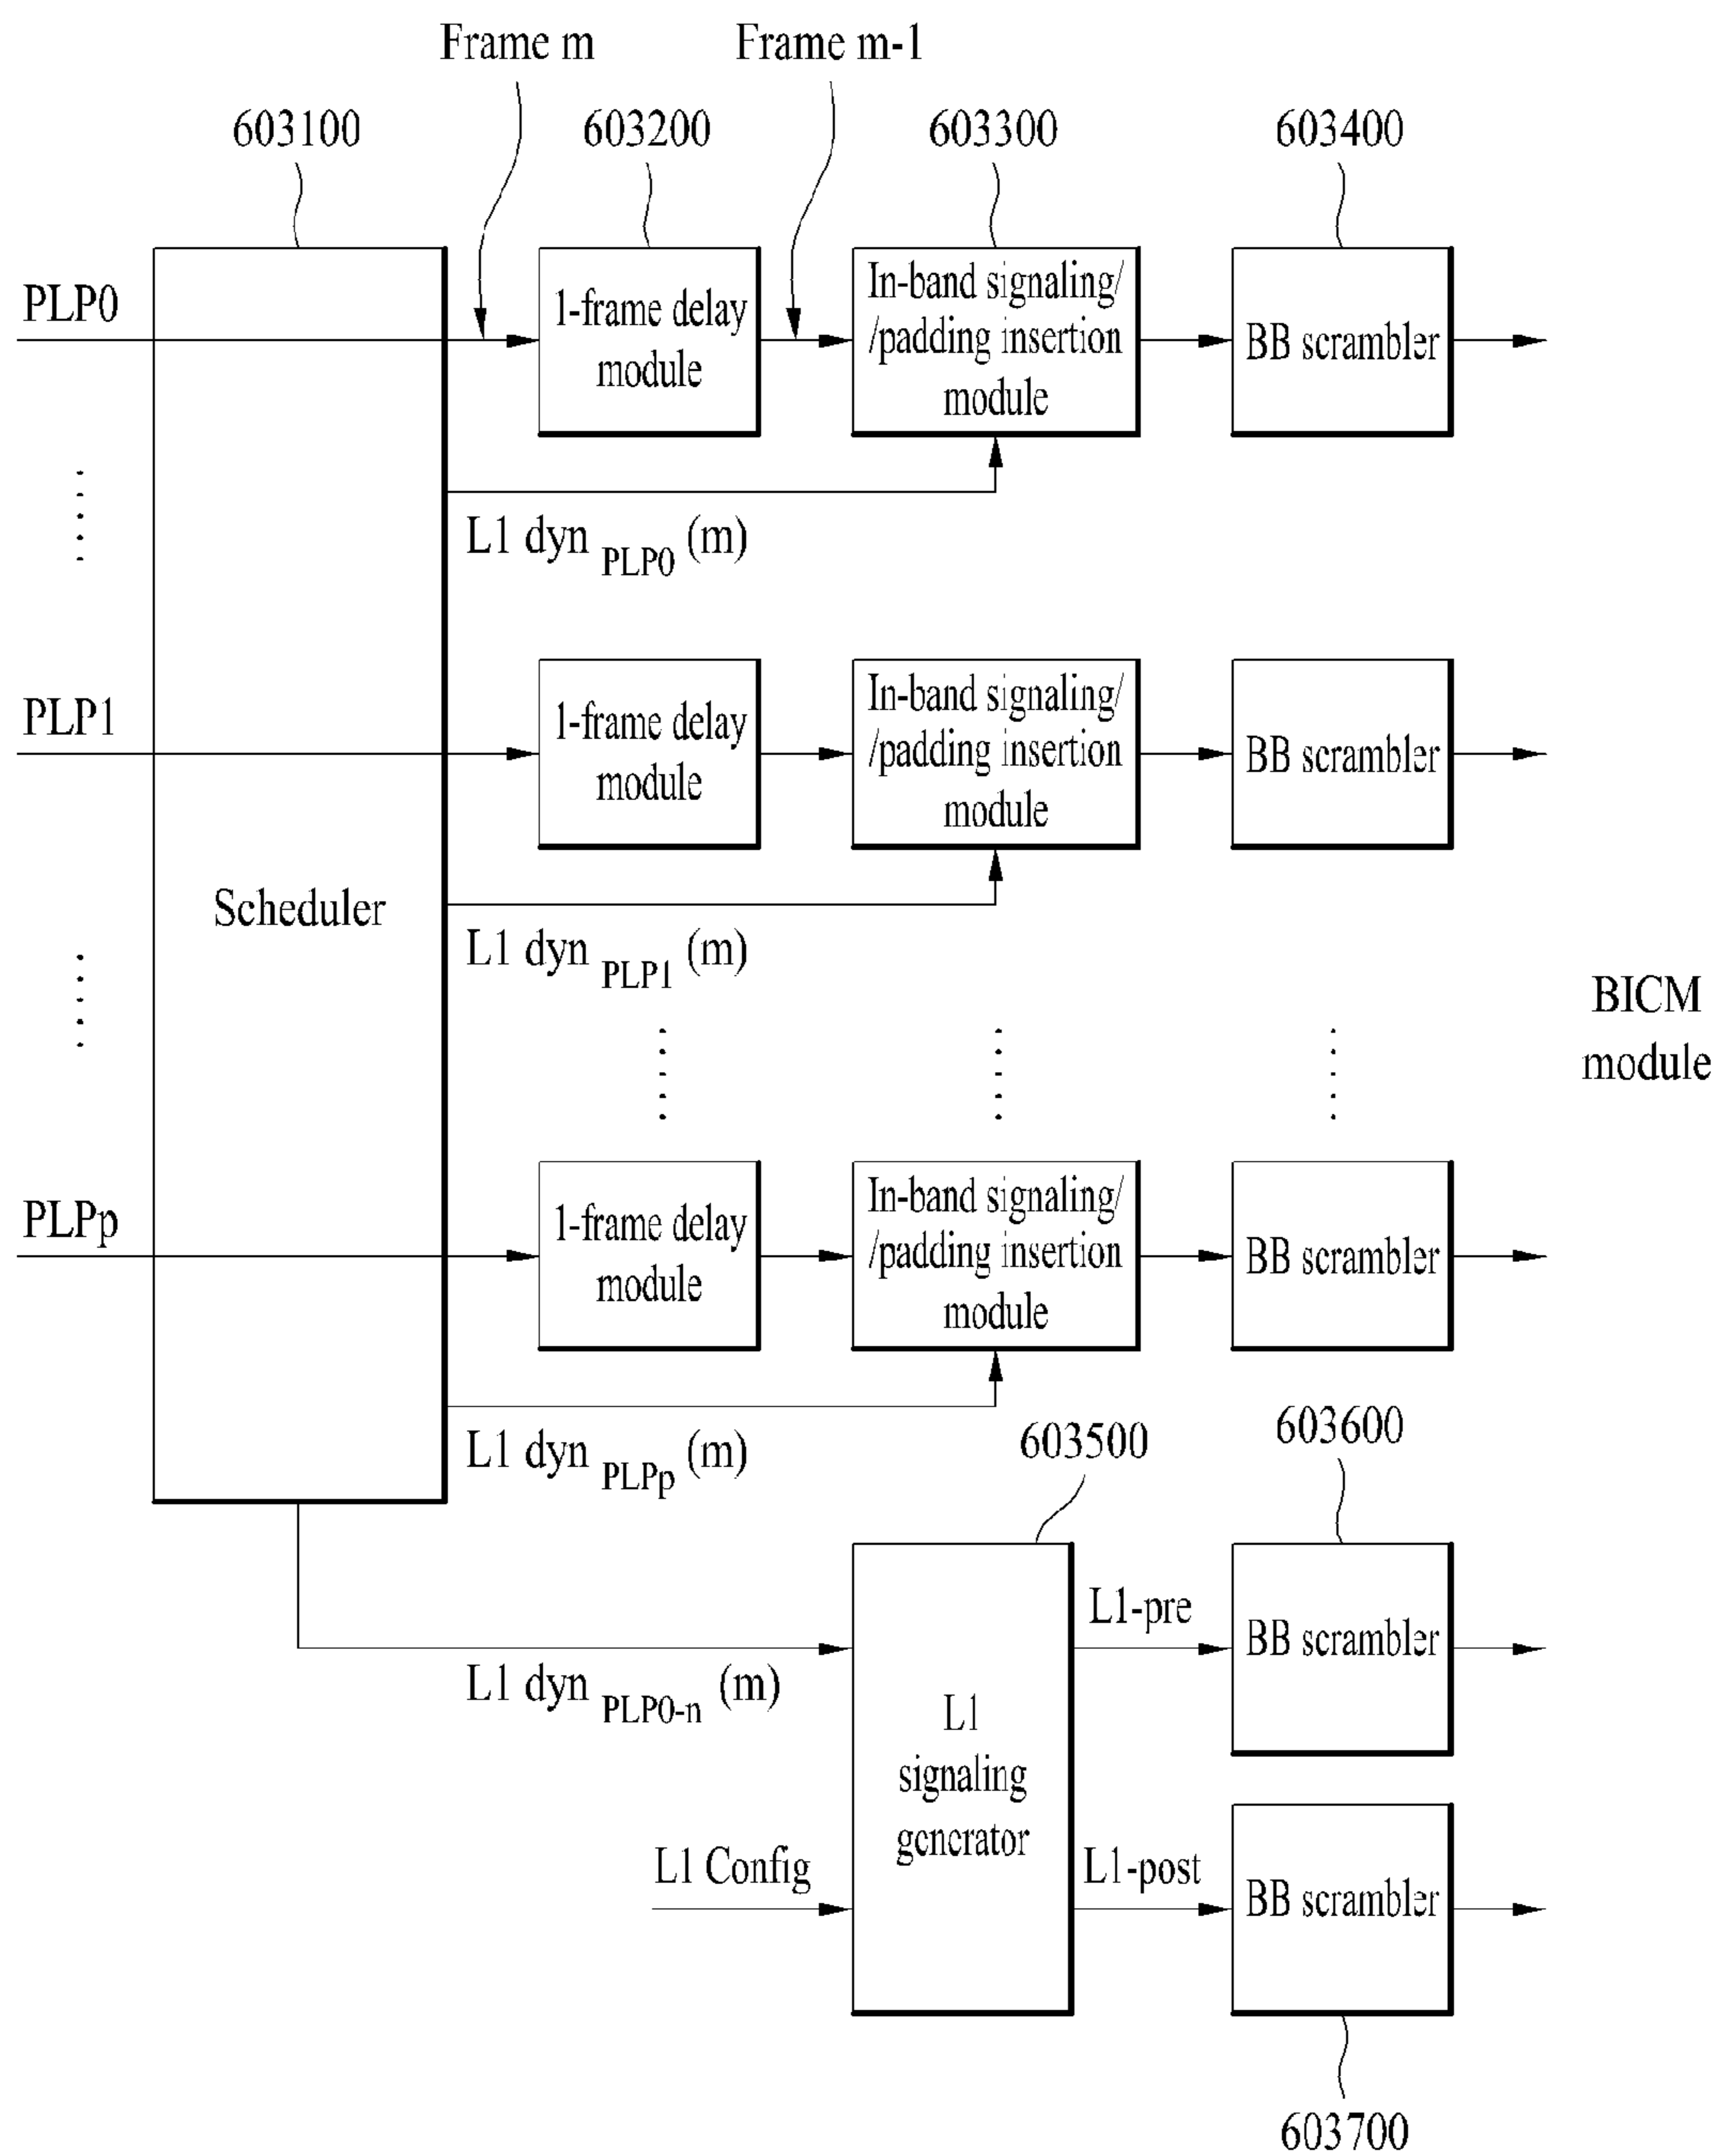 Frame m
Frame m-1
603100
603200
603300
603400
PLP0
1-frame delay
module
In-band signaling/
/padding insertion
module
BB scrambler
L1 dyn PLP0 (m)
PLP1
1-frame delay
module
In-band signaling/
/padding insertion
module
BB scrambler
Scheduler
L1 dyn PLP1 (m)
BICM
module
PLPp
1-frame delay
module
In-band signaling/
/padding insertion
module
BB scrambler
L1 dyn PLPp (m)
603500
603600
L1-pre
BB scrambler
L1 dyn PLP0-n (m)
L1
signaling
generator
L1 Config
L1-post
BB scrambler
603700